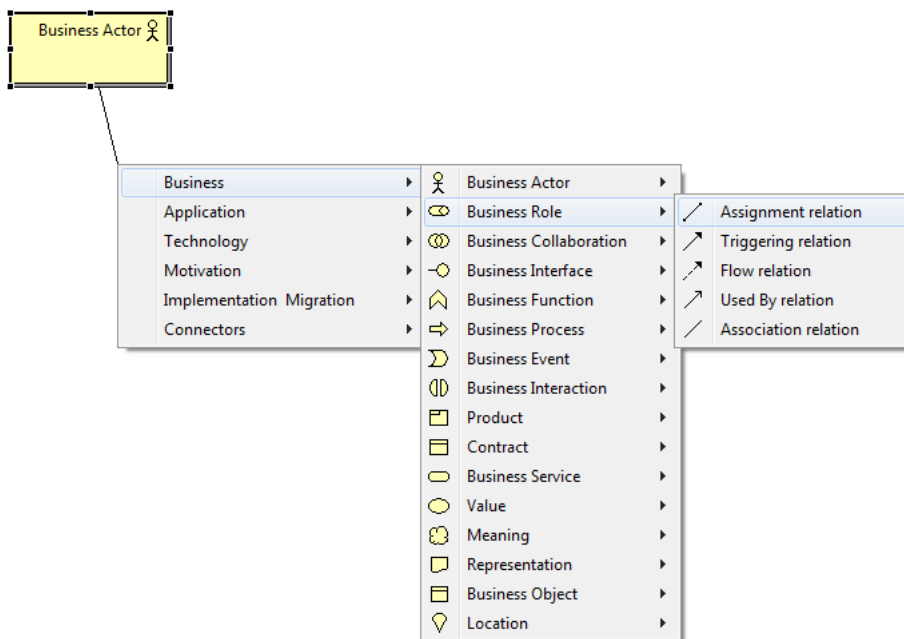 Business Actor
Business
Application
Technology
Motivation
Implementation Migration
Connectors
Business Actor
Business Role
Business Collaboration
Business Interface
Business Function
Business Process
Business Event
Business Interaction
Product
Contract
Business Service
Value
Meaning
Representation
Business Object
Location
Assignment relation
Triggering relation
Flow relation
Used By relation
Association relation